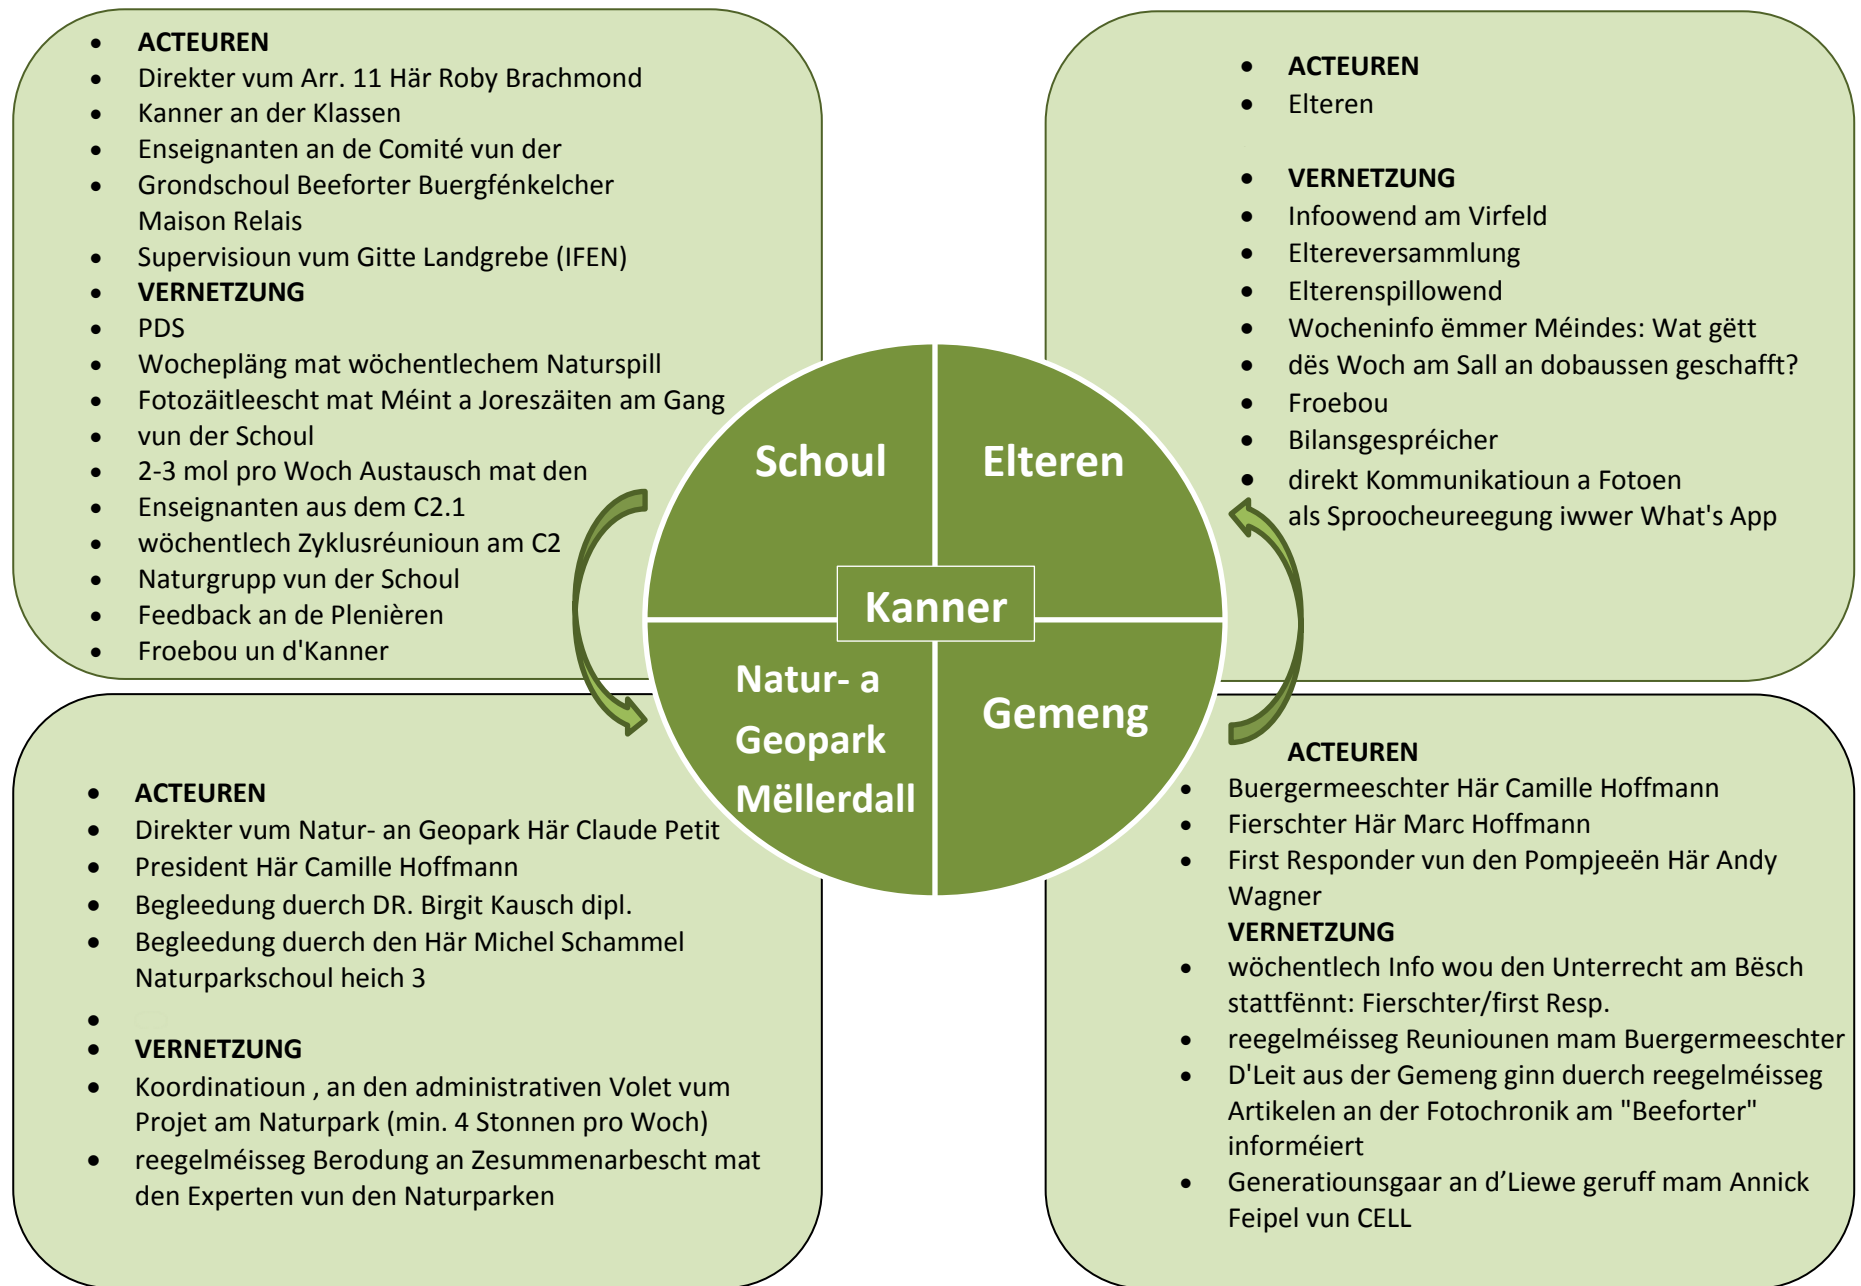 • ACTEUREN
• Direkter vum Arr. 11 Här Roby Brachmond
• Kanner an der Klassen
• Enseignanten an de Comité vun der
• Grondschoul Beeforter Buergfénkelcher
Maison Relais
• Supervisioun vum Gitte Landgrebe (IFEN)
• VERNETZUNG
• PDS
• Wochepläng mat wöchentlechem Naturspill
• Fotozäitleescht mat Méint a Joreszäiten am Gang
• vun der Schoul
• 2-3 mol pro Woch Austausch mat den
• Enseignanten aus dem C2.1
• wöchentlech Zyklusréunioun am C2
• Naturgrupp vun der Schoul
• Feedback an de Plenièren
• Froebou un d'Kanner
• ACTEUREN
• Elteren
• VERNETZUNG
• Infoowend am Virfeld
• Eltereversammlung
• Elterenspillowend
• Wocheninfo ëmmer Méindes: Wat gëtt
• dës Woch am Sall an dobaussen geschafft?
• Froebou
• Bilansgespréicher
• direkt Kommunikatioun a Fotoen
als Sproocheureegung iwwer What's App
Schoul
Elteren
Kanner
Natur- a
Geopark
Mëllerdall
Gemeng
• ACTEUREN
• Direkter vum Natur- an Geopark Här Claude Petit
• President Här Camille Hoffmann
• Begleedung duerch DR. Birgit Kausch dipl.
• Begleedung duerch den Här Michel Schammel
Naturparkschoul heich 3
•
• VERNETZUNG
• Koordinatioun , an den administrativen Volet vum
Projet am Naturpark (min. 4 Stonnen pro Woch)
• reegelméisseg Berodung an Zesummenarbescht mat
den Experten vun den Naturparken
ACTEUREN
• Buergermeeschter Här Camille Hoffmann
• Fierschter Här Marc Hoffmann
• First Responder vun den Pompjeeën Här Andy
Wagner
VERNETZUNG
• wöchentlech Info wou den Unterrecht am Bësch
stattfënnt: Fierschter/first Resp.
• reegelméisseg Reuniounen mam Buergermeeschter
• D'Leit aus der Gemeng ginn duerch reegelméisseg
Artikelen an der Fotochronik am "Beeforter"
informéiert
• Generatiounsgaar an d’Liewe geruff mam Annick
Feipel vun CELL